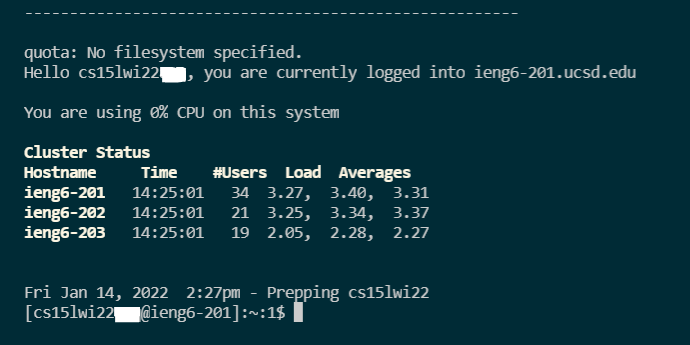 -------------------------------------------------------
quota: No filesystem specified.
Hello cs15lwi22, you are currently logged into ieng6-201.ucsd.edu
You are using 0% CPU on this system
Cluster Status
Hostname Time #Users Load Averages
ieng6-201 14:25:01 34 3.27, 3.40, 3.31
ieng6-202 14:25:01 21 3.25, 3.34, 3.37
ieng6-203 14:25:01 19 2.05, 2.28, 2.27
Fri Jan 14, 2022 2:27pm - Prepping cs15lwi22
[cs15lwi22@ieng6-201]:~:1$